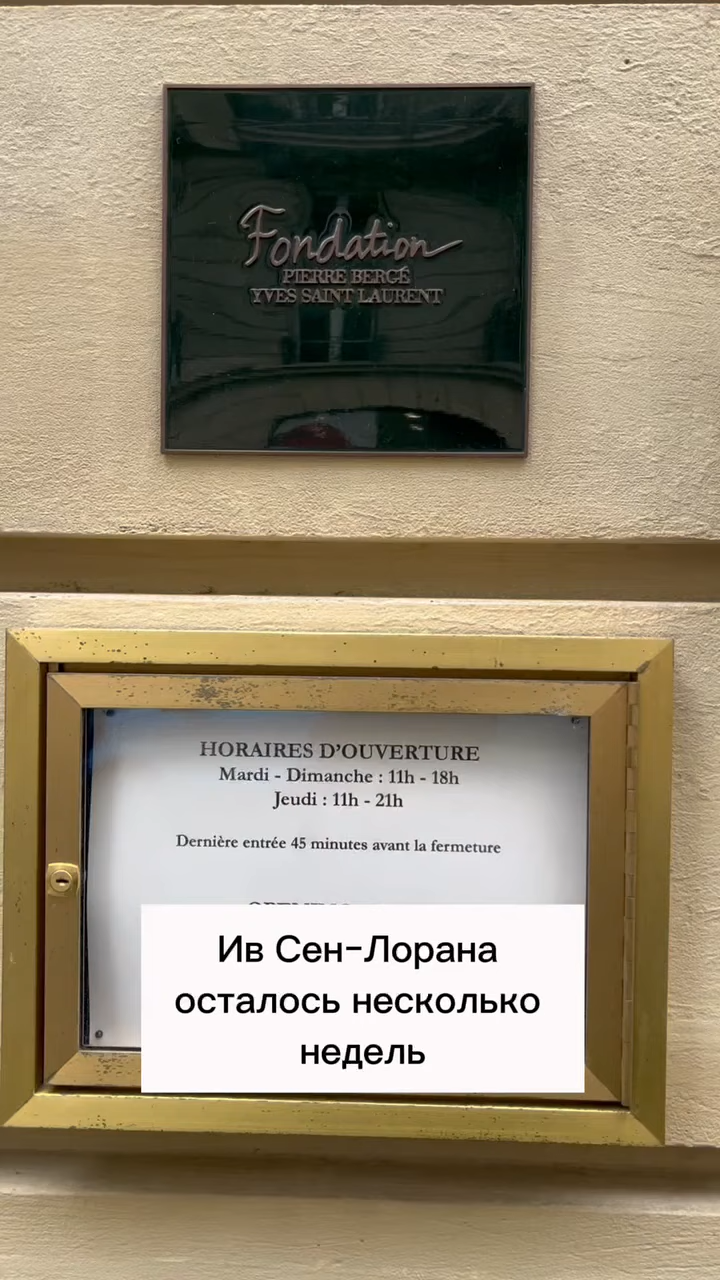 Fondation
PIERRE BERGÉ
YVES SAINT LAURENT
HORAIRES D'OUVERTURE
Mardi - Dimanche : 11h - 18h
Jeudi : 11h - 21h
Dernière entrée 45 minutes avant la fermeture
Ив Сен-Лорана
осталось несколько
недель